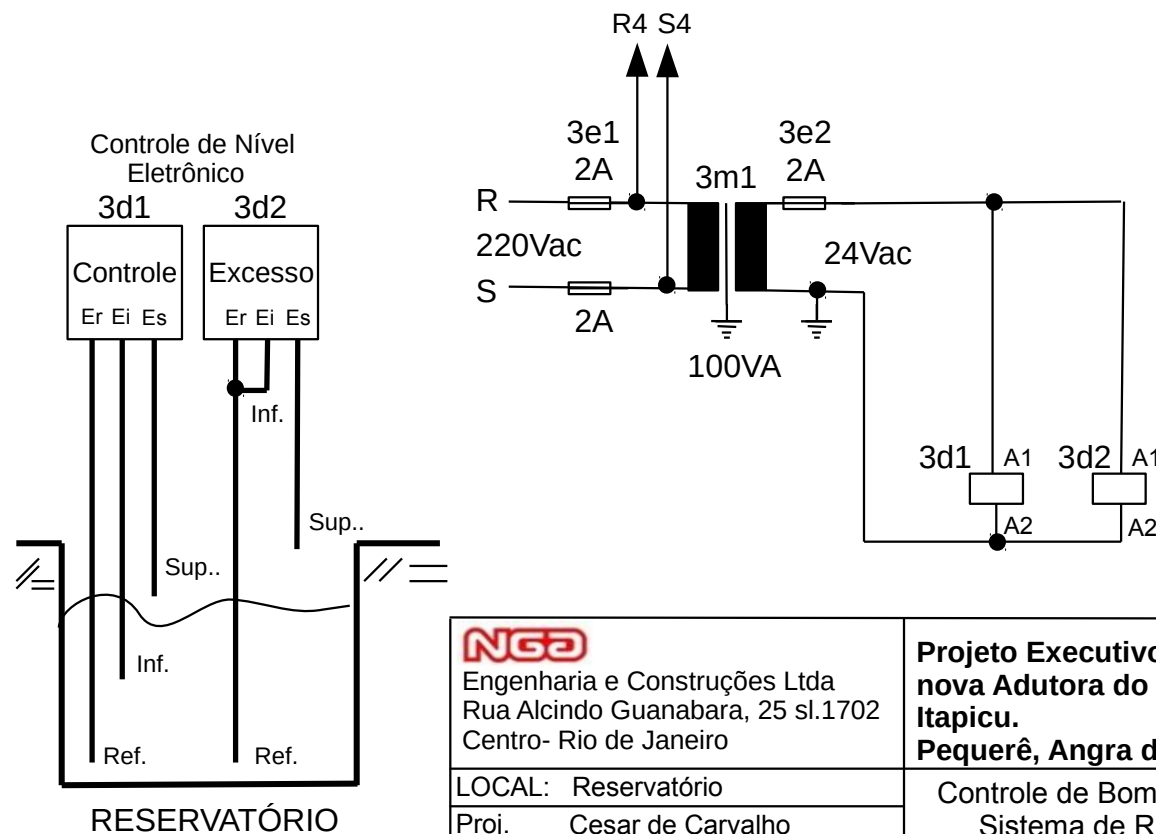 R4 S4
Controle de Nível
Eletrônico
3d1 3d2
Controle
Er Ei Es
Excesso
Er Ei Es
Inf.
Sup..
Sup..
Inf.
Ref.
Ref.
RESERVATÓRIO
3e1
2A
3m1
3e2
2A
R
220Vac
24Vac
S
2A
100VA
3d1 A1
A2
3d2 A1
A2
NGG
Engenharia e Construções Ltda
Rua Alcindo Guanabara, 25 sl.1702
Centro- Rio de Janeiro
Projeto Executivo
nova Adutora do
Itapicu.
Pequerê, Angra d
LOCAL: Reservatório
Proj. Cesar de Carvalho
Controle de Bom
Sistema de R